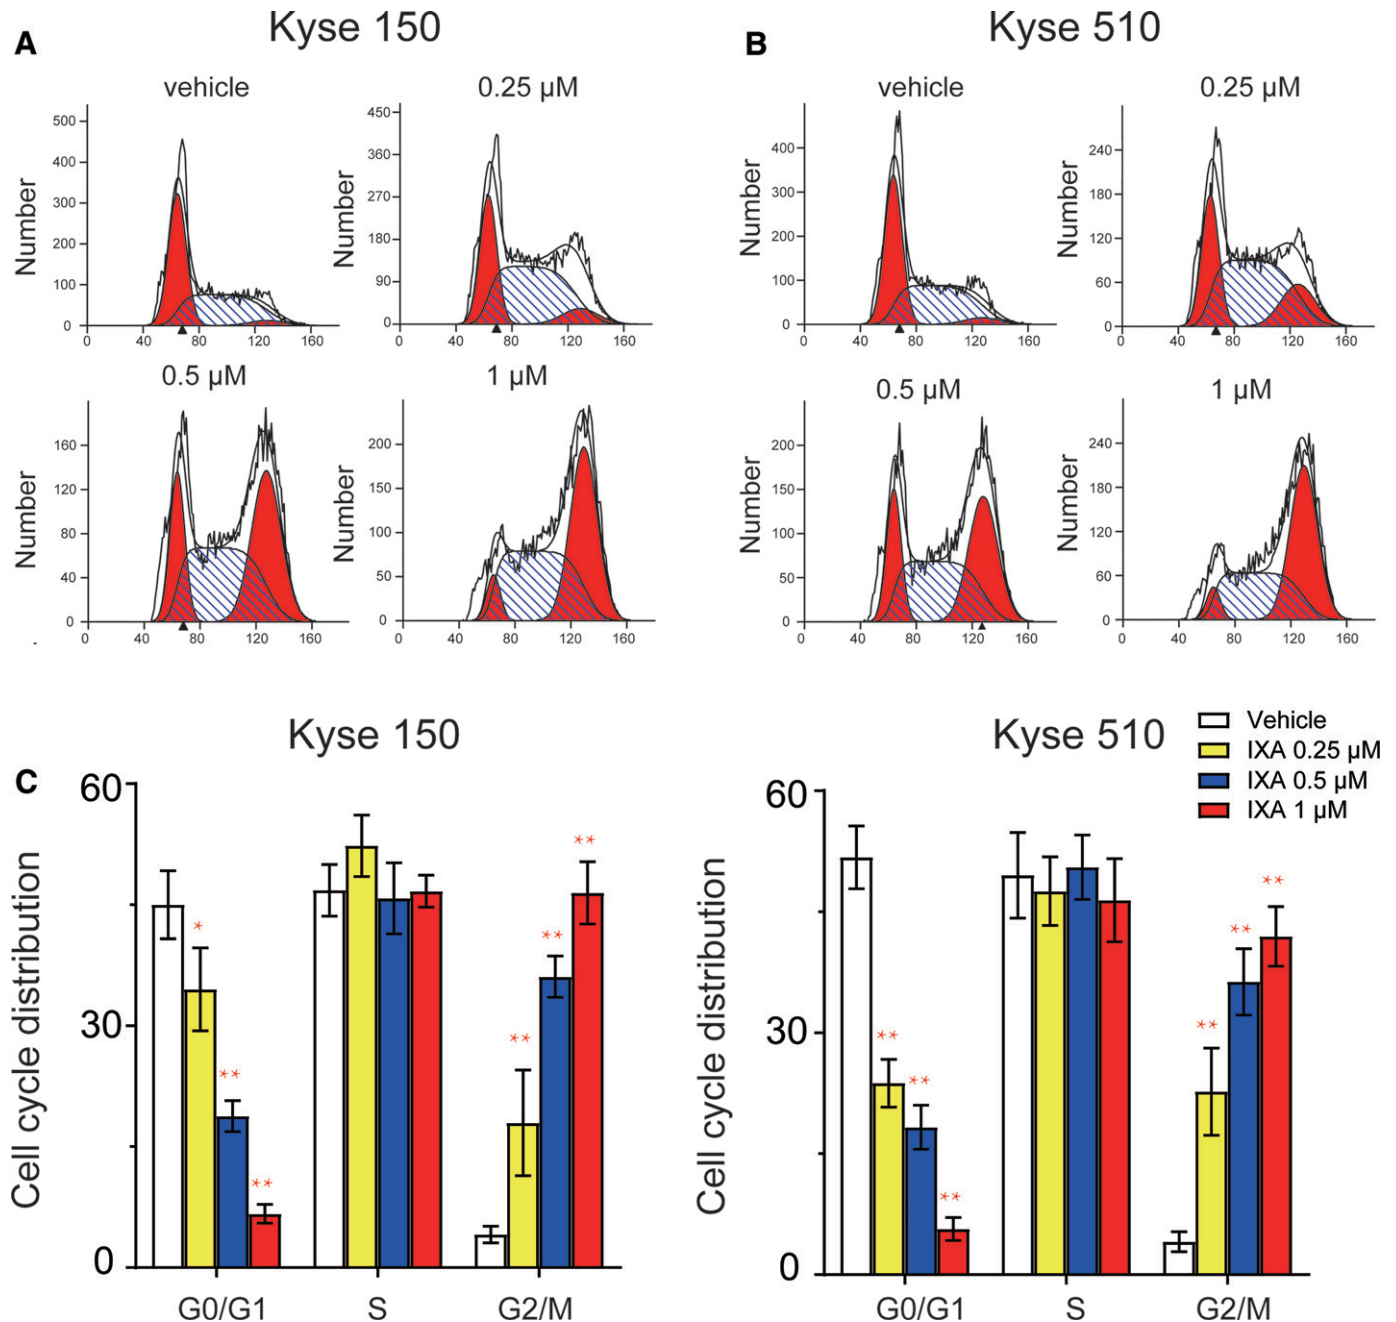 Kyse 150
Kyse 510
A
B
vehicle
0.25 µM
vehicle
0.25 µM
Number
500
400
300
200
100
0
0 40 80 120 160
Number
450
360
270
180
90
0
0 40 80 120 160
Number
400
300
200
100
0
0 40 80 120 160
Number
240
180
120
60
0
0 40 80 120 160
0.5 µM
1 µM
0.5 µM
1 µM
Number
160
120
80
40
0
0 40 80 120 160
Number
200
150
100
50
0
0 40 80 120 160
Number
200
150
100
50
0
0 40 80 120 160
Number
240
180
120
60
0
0 40 80 120 160
C
Kyse 150
Cell cycle distribution
60
30
0
*
**
**
**
**
**
G0/G1 S G2/M
Kyse 510
Vehicle
IXA 0.25 µM
IXA 0.5 µM
IXA 1 µM
Cell cycle distribution
60
30
0
**
**
**
**
**
**
G0/G1 S G2/M